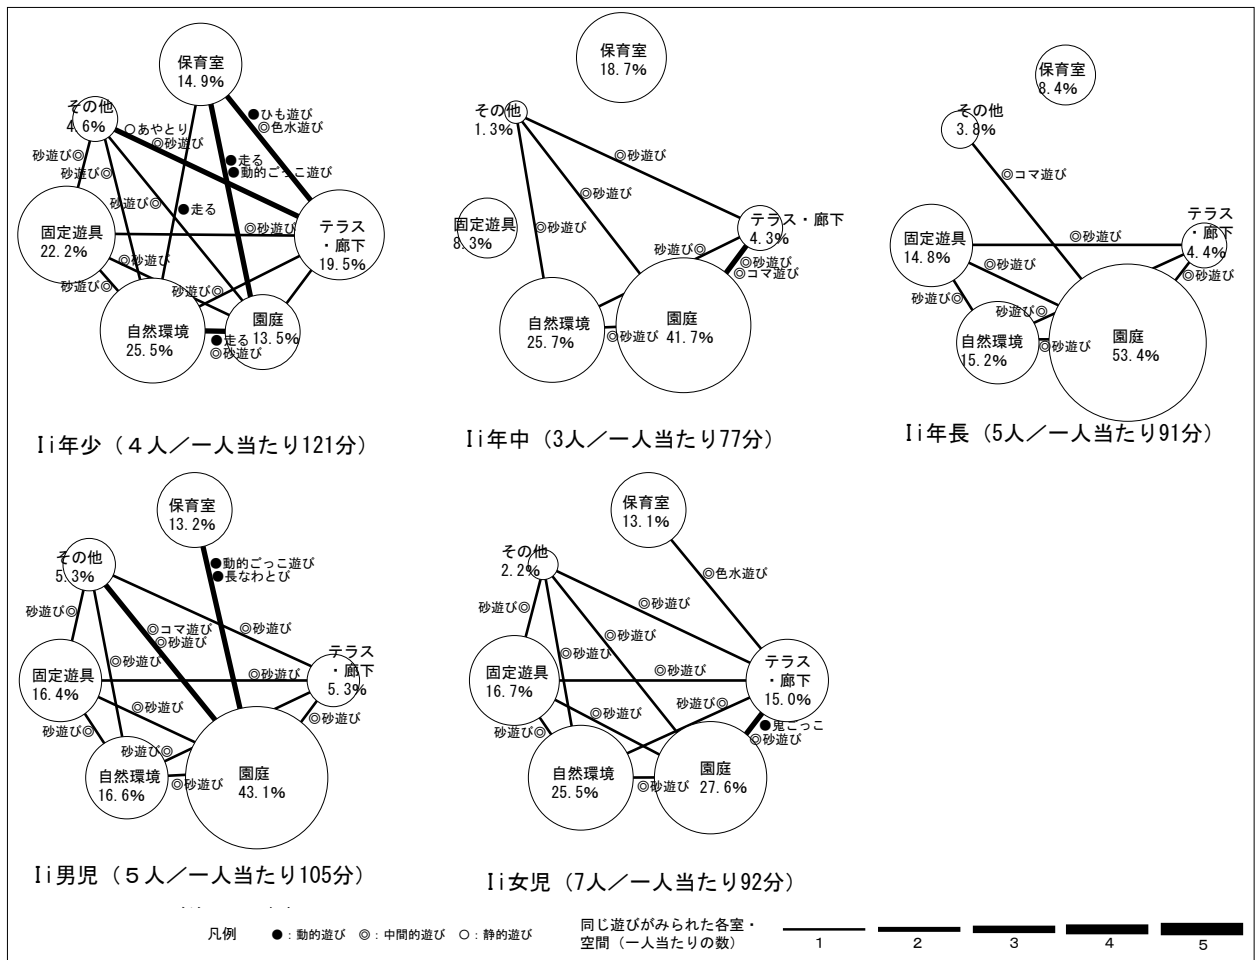 保育室
14.9%
その他
4.6%
●ひも遊び
◎色水遊び
○あやとり
◎砂遊び
砂遊び◎
砂遊び◎
●走る
●動的ごっこ遊び
砂遊び◎
●走る
固定遊具
22.2%
◎砂遊び
テラス
・廊下
19.5%
◎砂遊び
砂遊び◎
砂遊び◎
自然環境
25.5%
園庭
13.5%
●走る
◎砂遊び
Ii年少（４人／一人当たり121分）
保育室
18.7%
その他
1.3%
◎砂遊び
◎砂遊び
◎砂遊び
固定遊具
8.3%
テラス・廊下
4.3%
砂遊び◎
◎砂遊び
◎コマ遊び
自然環境
25.7%
◎砂遊び
園庭
41.7%
Ii年中（3人／一人当たり77分）
保育室
8.4%
その他
3.8%
◎コマ遊び
固定遊具
14.8%
◎砂遊び
テラス
・廊下
4.4%
◎砂遊び
◎砂遊び
砂遊び◎
砂遊び◎
自然環境
15.2%
◎砂遊び
園庭
53.4%
Ii年長（5人／一人当たり91分）
保育室
13.2%
その他
5.3%
●動的ごっこ遊び
●長なわとび
砂遊び◎
◎コマ遊び
◎砂遊び
◎砂遊び
◎砂遊び
固定遊具
16.4%
◎砂遊び
テラス
・廊下
5.3%
◎砂遊び
◎砂遊び
砂遊び◎
砂遊び◎
自然環境
16.6%
◎砂遊び
園庭
43.1%
Ii男児（５人／一人当たり105分）
保育室
13.1%
その他
2.2%
◎色水遊び
砂遊び◎
◎砂遊び
◎砂遊び
◎砂遊び
固定遊具
16.7%
◎砂遊び
テラス
・廊下
15.0%
◎砂遊び
砂遊び◎
砂遊び◎
●鬼ごっこ
◎砂遊び
自然環境
25.5%
◎砂遊び
園庭
27.6%
Ii女児（7人／一人当たり92分）
凡例　●：動的遊び　◎：中間的遊び　○：静的遊び
同じ遊びがみられた各室・
空間（一人当たりの数）
1　2　3　4　5